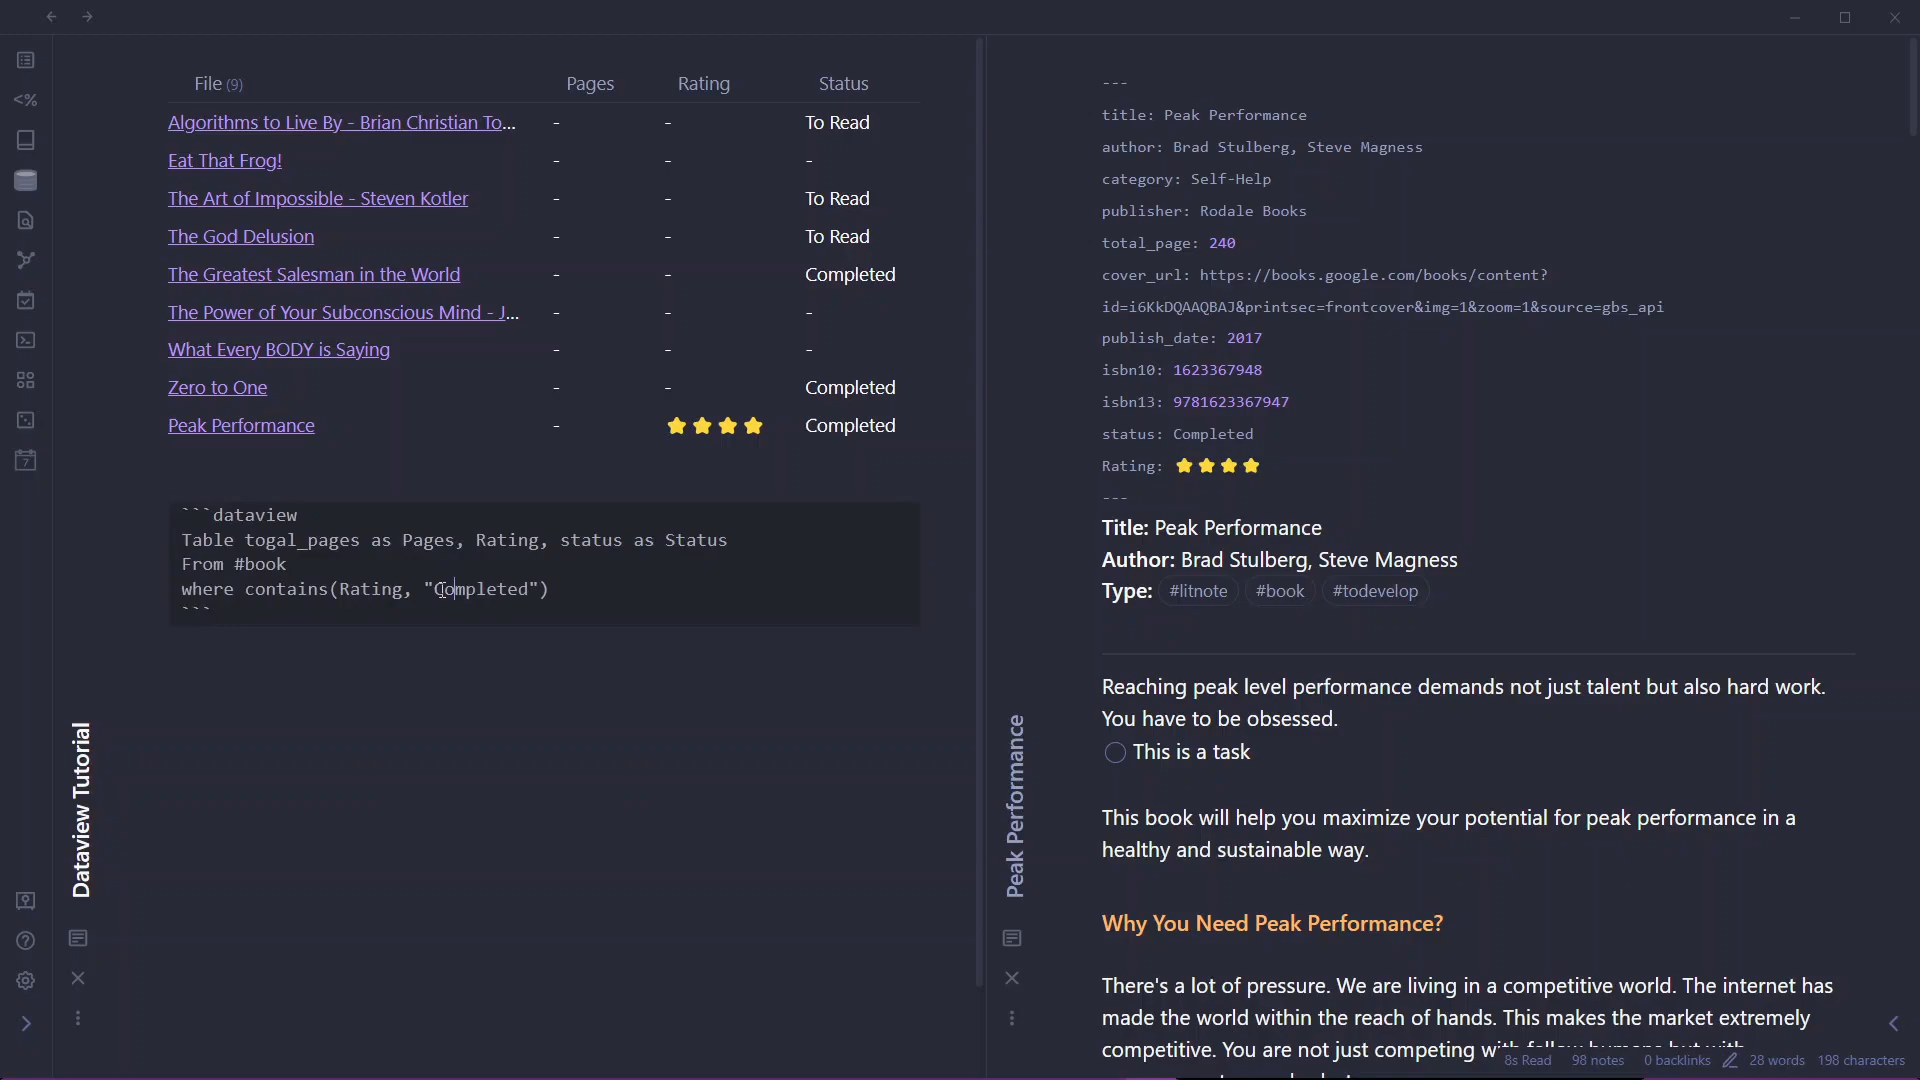 File (9) Pages Rating Status
Algorithms to Live By - Brian Christian To... - - To Read
Eat That Frog! - - -
The Art of Impossible - Steven Kotler - - To Read
The God Delusion - - To Read
The Greatest Salesman in the World - - Completed
The Power of Your Subconscious Mind - J... - - -
What Every BODY is Saying - - -
Zero to One - - Completed
Peak Performance - ⭐⭐⭐⭐ Completed
```dataview
Table togal_pages as Pages, Rating, status as Status
From #book
where contains(Rating, "Completed")
```
Dataview Tutorial
---
title: Peak Performance
author: Brad Stulberg, Steve Magness
category: Self-Help
publisher: Rodale Books
total_page: 240
cover_url: https://books.google.com/books/content?
id=i6KkDQAAQBAJ&printsec=frontcover&img=1&zoom=1&source=gbs_api
publish_date: 2017
isbn10: 1623367948
isbn13: 9781623367947
status: Completed
Rating: ⭐⭐⭐⭐
---
Title: Peak Performance
Author: Brad Stulberg, Steve Magness
Type: #litnote #book #todevelop
Reaching peak level performance demands not just talent but also hard work.
You have to be obsessed.
This is a task
This book will help you maximize your potential for peak performance in a
healthy and sustainable way.
Why You Need Peak Performance?
There's a lot of pressure. We are living in a competitive world. The internet has
made the world within the reach of hands. This makes the market extremely
competitive. You are not just competing
Peak Performance
8s Read 98 notes 0 backlinks 28 words 198 characters